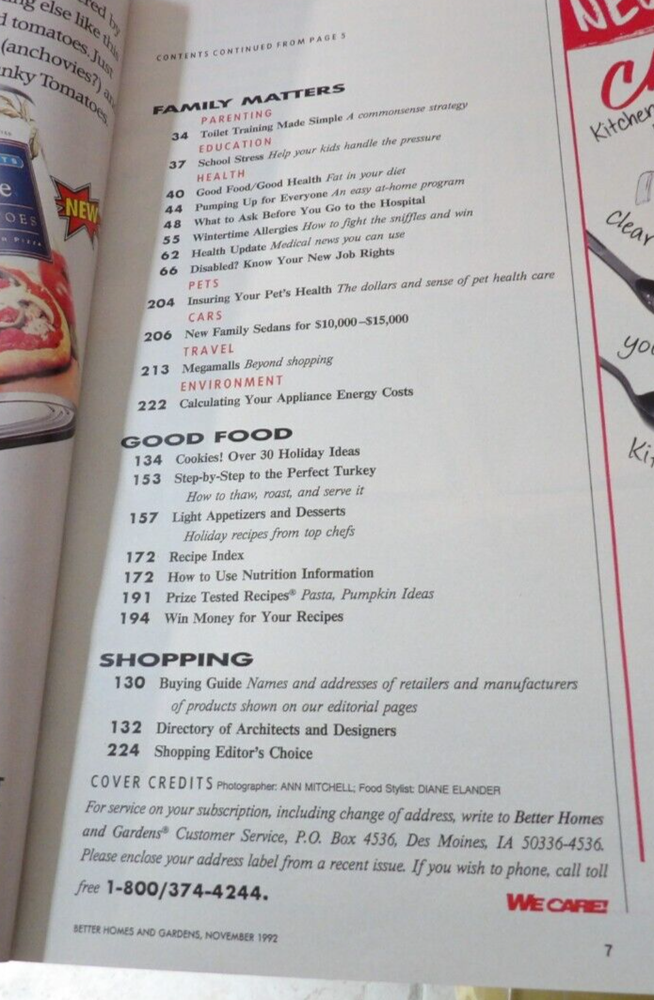 ered by
ng else like this
d tomatoes. Just
(anchovies?) an
nky Tomatoes.
NEW
CONTENTS CONTINUED FROM PAGE 5
FAMILY MATTERS
PARENTING
34 Toilet Training Made Simple A commonsense strategy
EDUCATION
37 School Stress Help your kids handle the pressure
HEALTH
40 Good Food/Good Health Fat in your diet
44 Pumping Up for Everyone An easy at-home program
48 What to Ask Before You Go to the Hospital
55 Wintertime Allergies How to fight the sniffles and win
62 Health Update Medical news you can use
66 Disabled? Know Your New Job Rights
PETS
204 Insuring Your Pet's Health The dollars and sense of pet health care
CARS
206 New Family Sedans for $10,000–$15,000
TRAVEL
213 Megamalls Beyond shopping
ENVIRONMENT
222 Calculating Your Appliance Energy Costs
GOOD FOOD
134 Cookies! Over 30 Holiday Ideas
153 Step-by-Step to the Perfect Turkey
How to thaw, roast, and serve it
157 Light Appetizers and Desserts
Holiday recipes from top chefs
172 Recipe Index
172 How to Use Nutrition Information
191 Prize Tested Recipes® Pasta, Pumpkin Ideas
194 Win Money for Your Recipes
SHOPPING
130 Buying Guide Names and addresses of retailers and manufacturers
of products shown on our editorial pages
132 Directory of Architects and Designers
224 Shopping Editor's Choice
COVER CREDITS Photographer: ANN MITCHELL; Food Stylist: DIANE ELANDER
For service on your subscription, including change of address, write to Better Homes
and Gardens® Customer Service, P.O. Box 4536, Des Moines, IA 50336-4536.
Please enclose your address label from a recent issue. If you wish to phone, call toll
free 1-800/374-4244.
WE CARE!
BETTER HOMES AND GARDENS, NOVEMBER 1992
7
Kitchen
clear
you